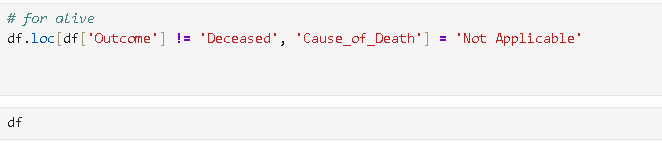 # for alive
df.loc[df['Outcome'] != 'Deceased', 'Cause_of_Death'] = 'Not Applicable'
df